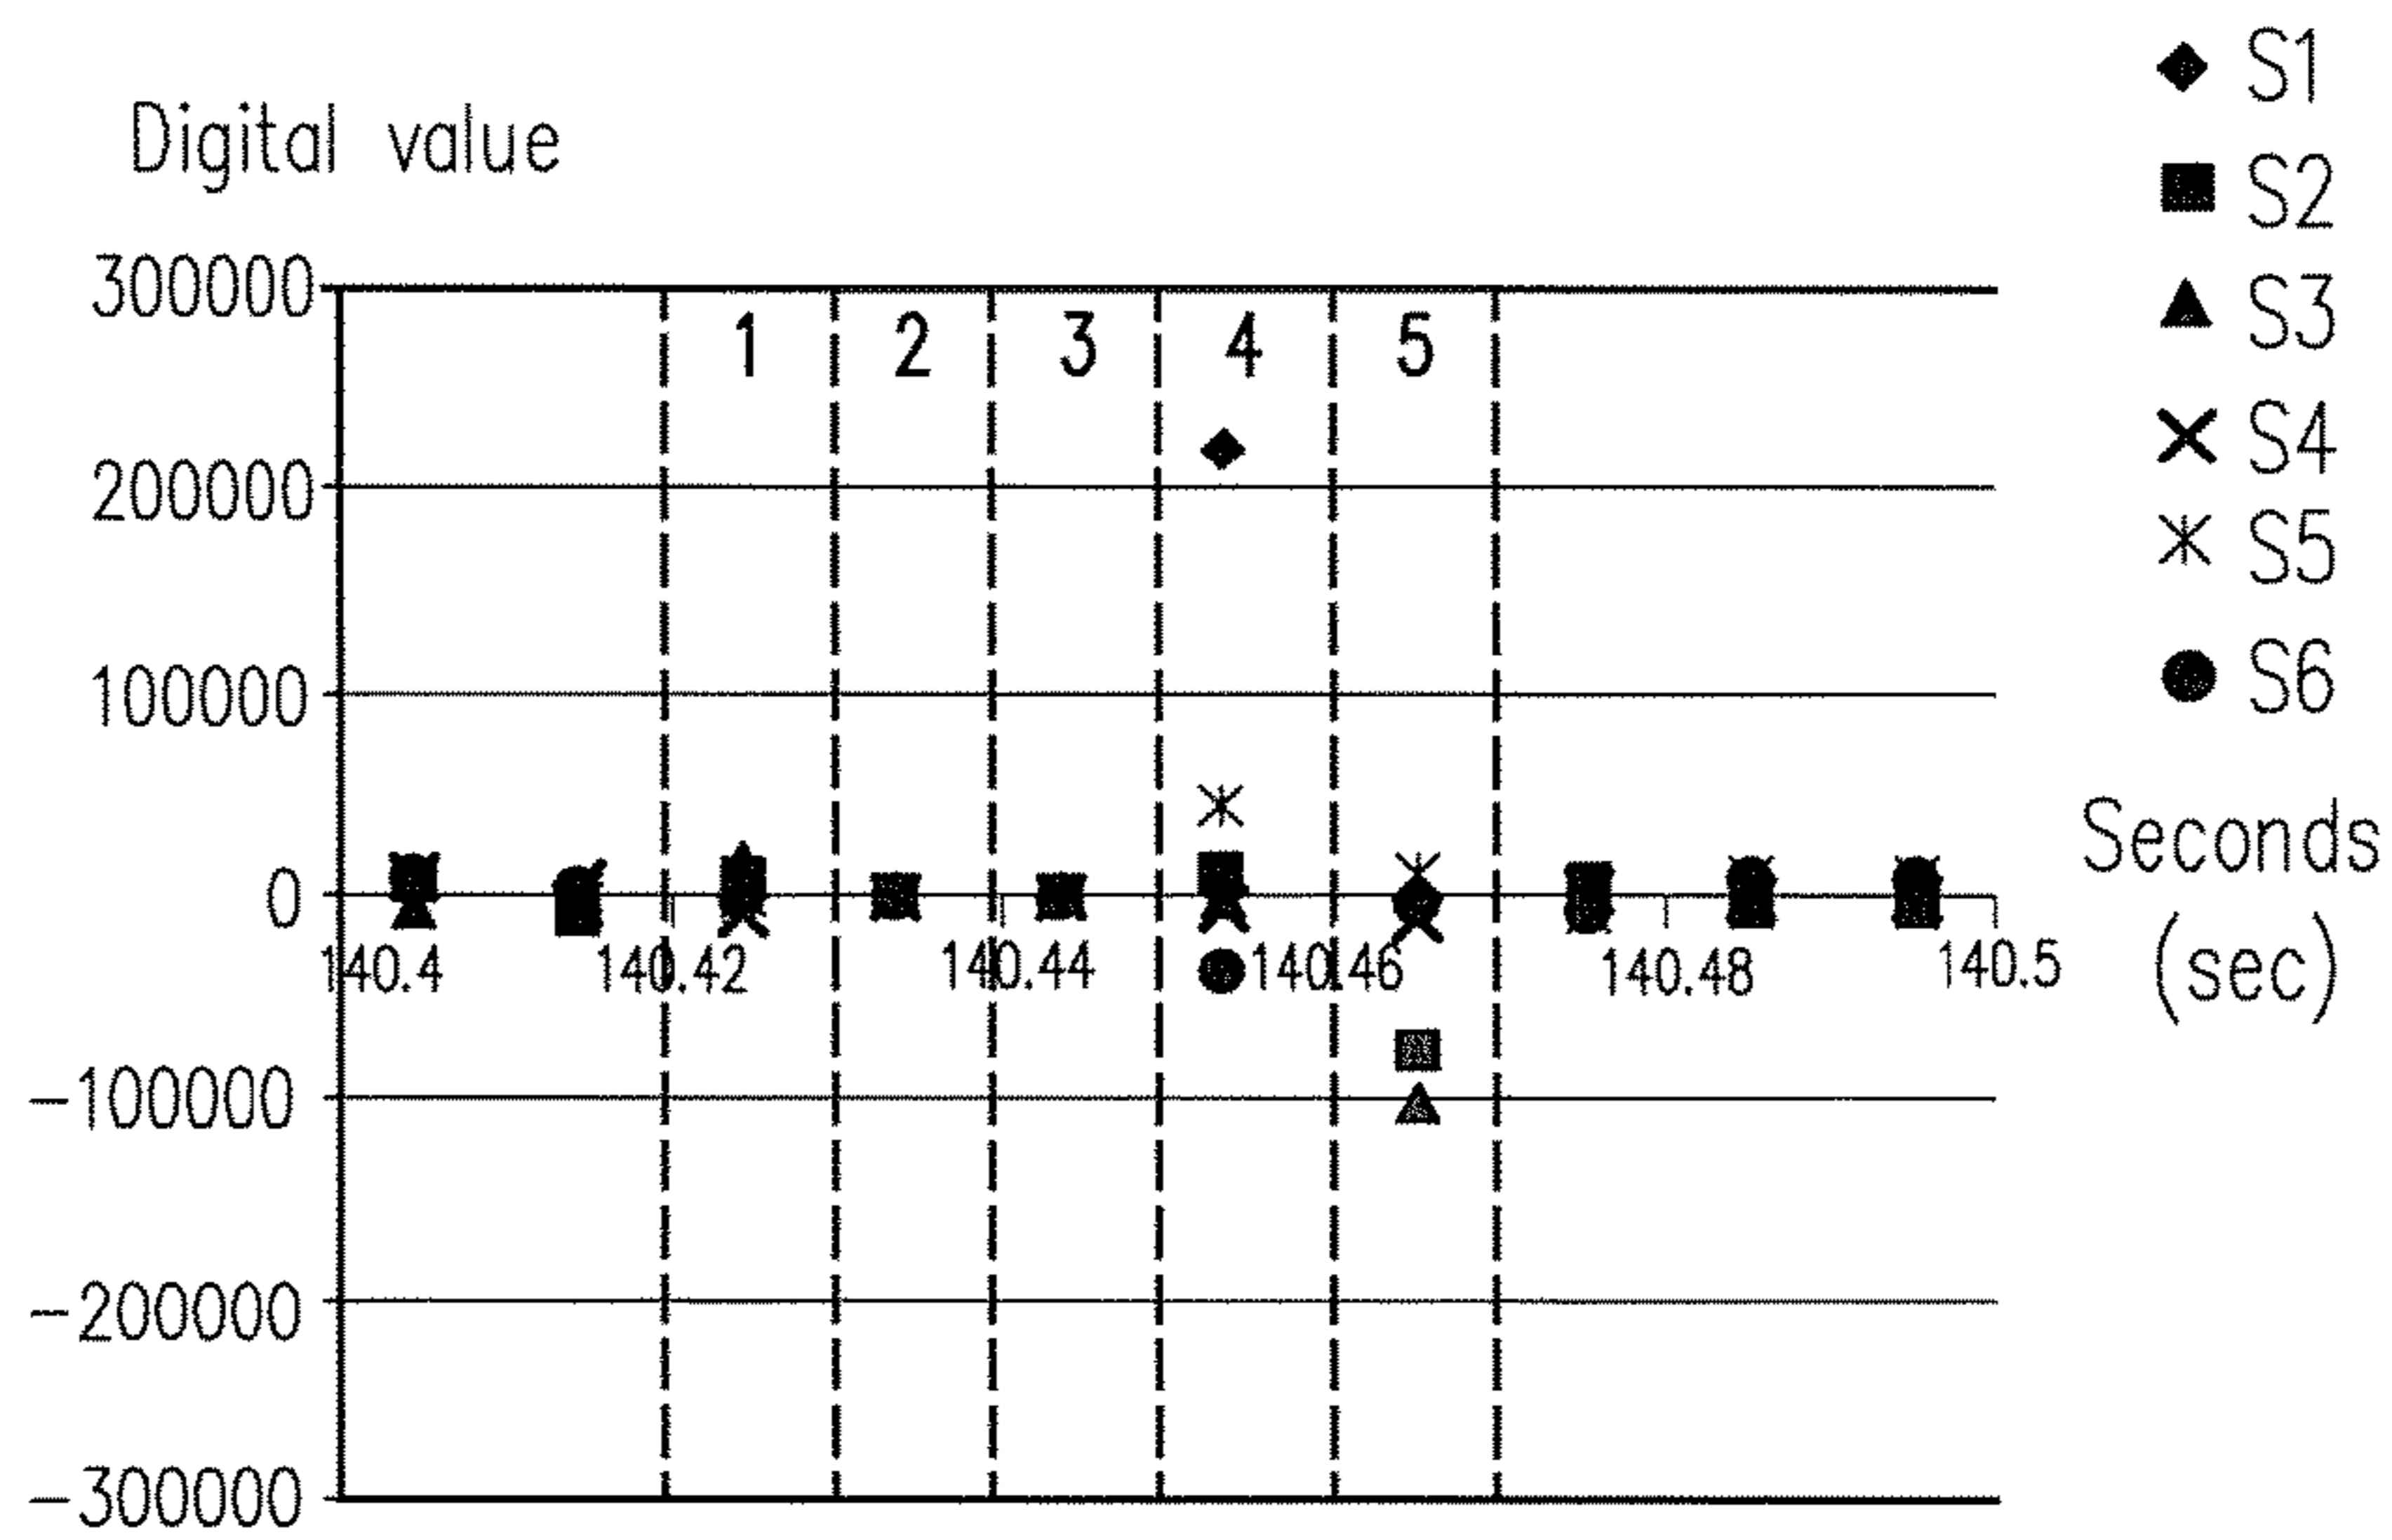 Digital value
300000
200000
100000
0
-100000
-200000
-300000
1 2 3 4 5
140.4 140.42 140.44 140.46 140.48 140.5
S1
S2
S3
S4
S5
S6
Seconds
(sec)